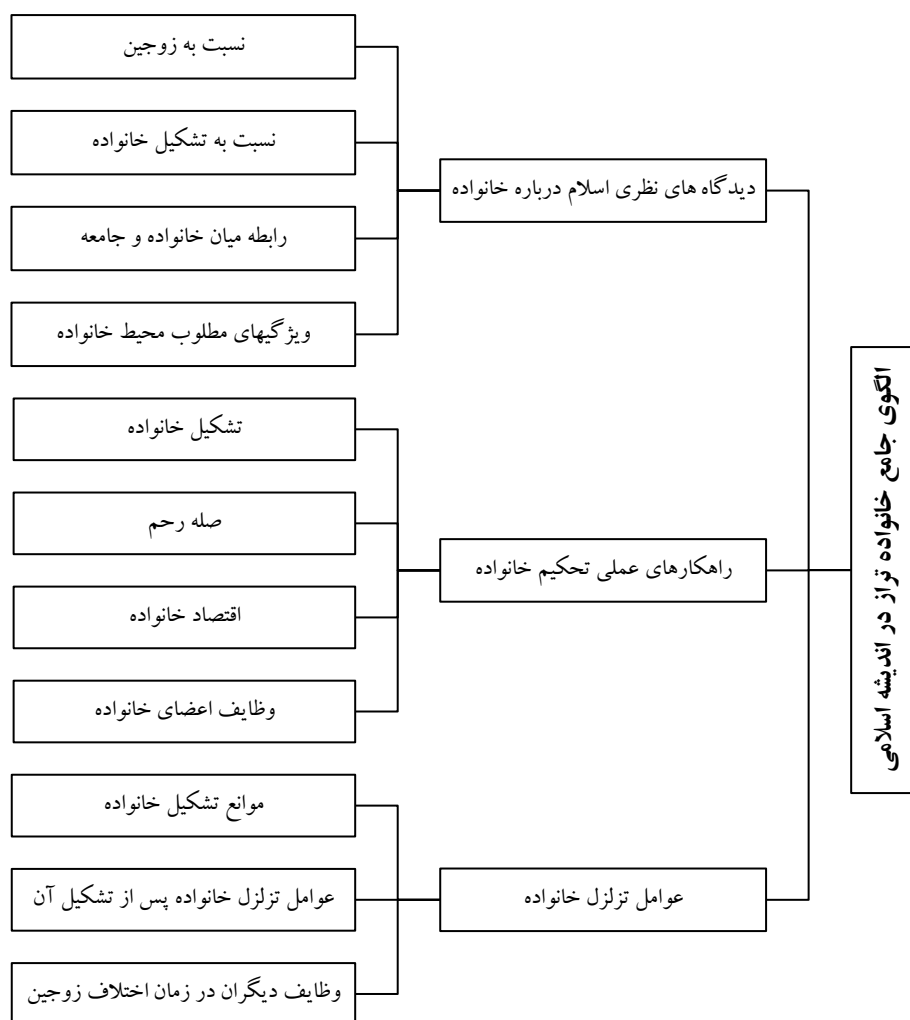 الگوی جامع خانواده تراز در اندیشه اسلامی
دیدگاه های نظری اسلام درباره خانواده
نسبت به زوجین
نسبت به تشکیل خانواده
رابطه میان خانواده و جامعه
ویژگیهای مطلوب محیط خانواده
راهکارهای عملی تحکیم خانواده
تشکیل خانواده
صله رحم
اقتصاد خانواده
وظایف اعضای خانواده
عوامل تزلزل خانواده
موانع تشکیل خانواده
عوامل تزلزل خانواده پس از تشکیل آن
وظایف دیگران در زمان اختلاف زوجین